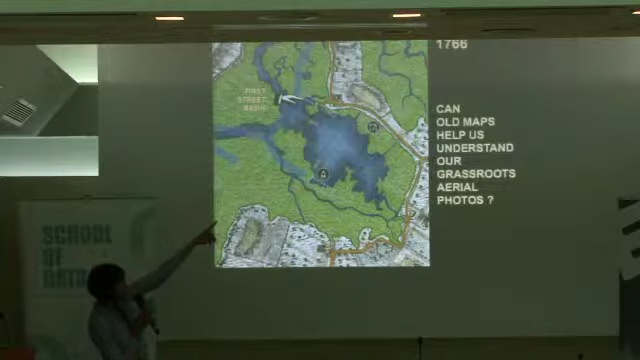 1766
FIRST
STREET
BASIN
CAN
OLD MAPS
HELP US
UNDERSTAND
OUR
GRASSROOTS
AERIAL
PHOTOS ?
SCHOOL
OF
DATA